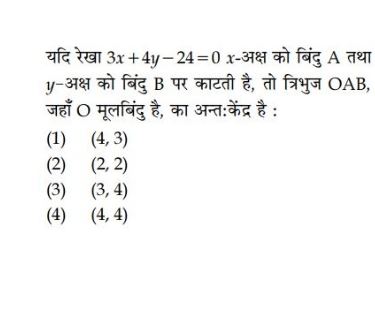 यदि रेखा 3x+4y−24=0 x-अक्ष को बिंदु A तथा
y-अक्ष को बिंदु B पर काटती है, तो त्रिभुज OAB,
जहाँ O मूलबिंदु है, का अन्त:केंद्र है :
(1) (4, 3)
(2) (2, 2)
(3) (3, 4)
(4) (4, 4)